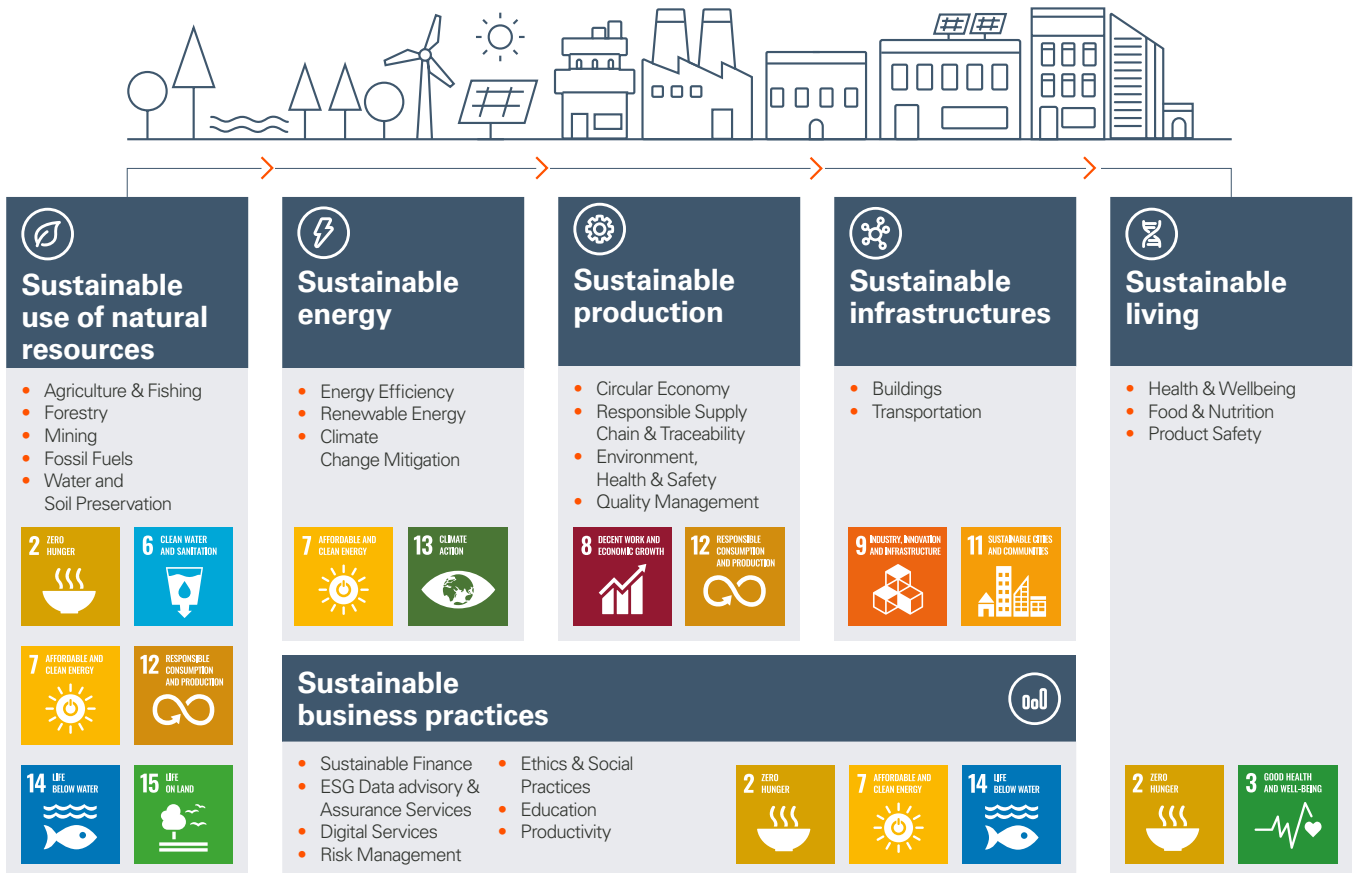 Sustainable
use of natural
resources
• Agriculture & Fishing
• Forestry
• Mining
• Fossil Fuels
• Water and
Soil Preservation
2 ZERO
HUNGER
6 CLEAN WATER
AND SANITATION
7 AFFORDABLE AND
CLEAN ENERGY
12 RESPONSIBLE
CONSUMPTION
AND PRODUCTION
14 LIFE
BELOW WATER
15 LIFE
ON LAND
Sustainable
energy
• Energy Efficiency
• Renewable Energy
• Climate
Change Mitigation
7 AFFORDABLE AND
CLEAN ENERGY
13 CLIMATE
ACTION
Sustainable
production
• Circular Economy
• Responsible Supply
Chain & Traceability
• Environment,
Health & Safety
• Quality Management
8 DECENT WORK AND
ECONOMIC GROWTH
12 RESPONSIBLE
CONSUMPTION
AND PRODUCTION
Sustainable
infrastructures
• Buildings
• Transportation
9 INDUSTRY, INNOVATION
AND INFRASTRUCTURE
11 SUSTAINABLE CITIES
AND COMMUNITIES
Sustainable
business practices
• Sustainable Finance
• ESG Data advisory &
Assurance Services
• Digital Services
• Risk Management
• Ethics & Social
Practices
• Education
• Productivity
2 ZERO
HUNGER
7 AFFORDABLE AND
CLEAN ENERGY
14 LIFE
BELOW WATER
Sustainable
living
• Health & Wellbeing
• Food & Nutrition
• Product Safety
2 ZERO
HUNGER
3 GOOD HEALTH
AND WELL-BEING